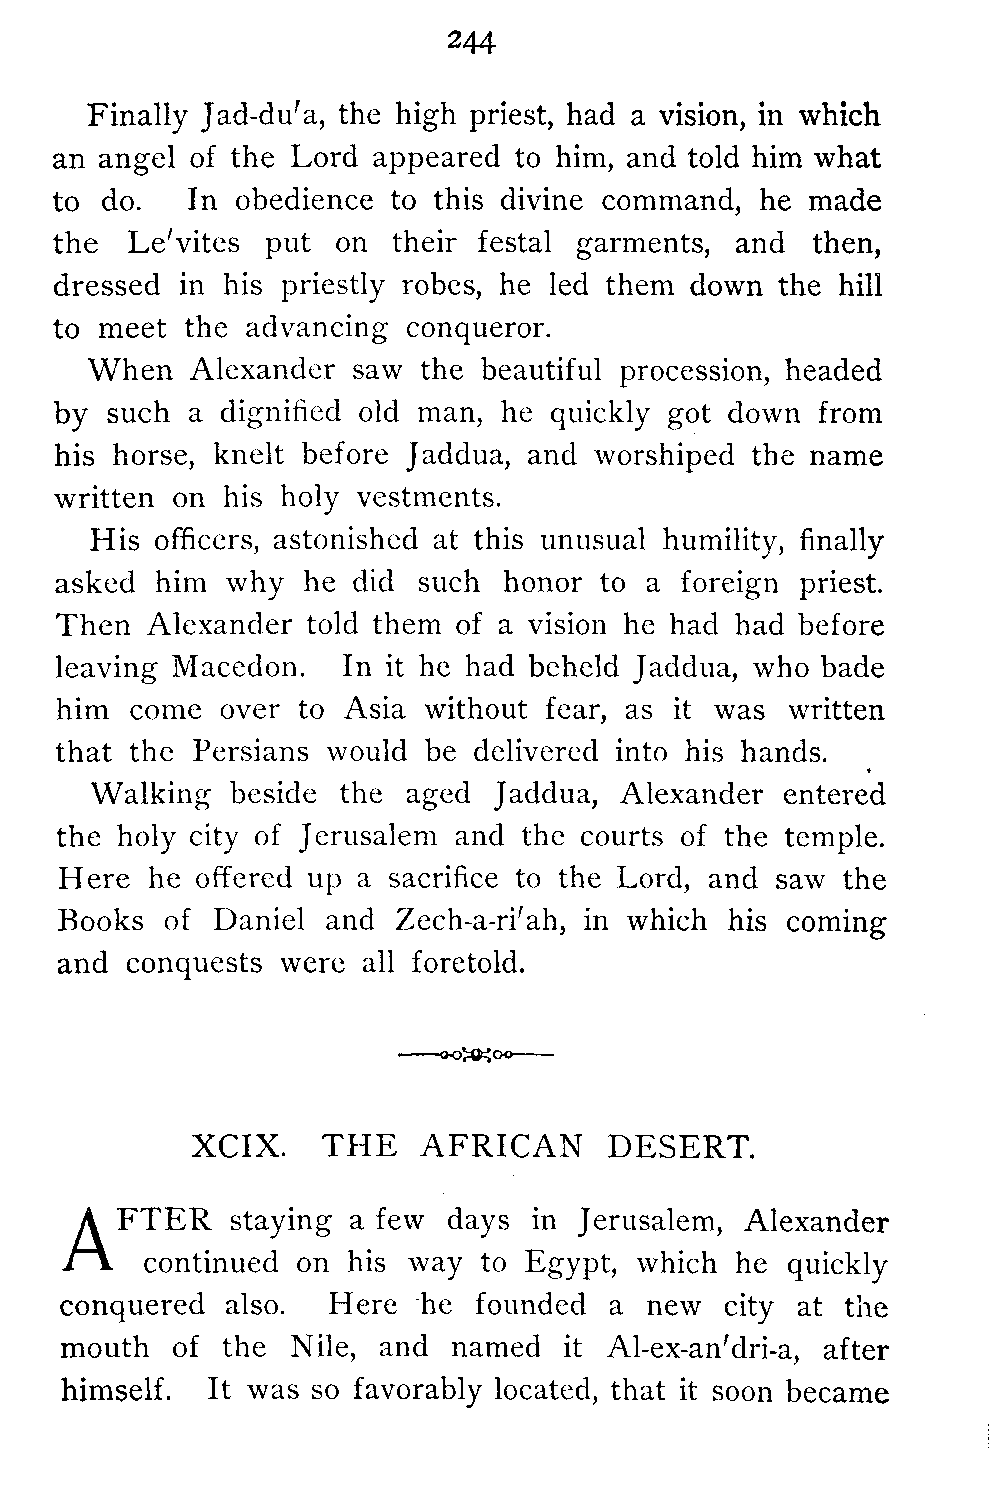 244
Finally Jad-du′a, the high priest, had a vision, in which
an angel of the Lord appeared to him, and told him what
to do. In obedience to this divine command, he made
the Le′vites put on their festal garments, and then,
dressed in his priestly robes, he led them down the hill
to meet the advancing conqueror.
When Alexander saw the beautiful procession, headed
by such a dignified old man, he quickly got down from
his horse, knelt before Jaddua, and worshiped the name
written on his holy vestments.
His officers, astonished at this unusual humility, finally
asked him why he did such honor to a foreign priest.
Then Alexander told them of a vision he had had before
leaving Macedon. In it he had beheld Jaddua, who bade
him come over to Asia without fear, as it was written
that the Persians would be delivered into his hands.
Walking beside the aged Jaddua, Alexander entered
the holy city of Jerusalem and the courts of the temple.
Here he offered up a sacrifice to the Lord, and saw the
Books of Daniel and Zech-a-ri′ah, in which his coming
and conquests were all foretold.
XCIX. THE AFRICAN DESERT.
AFTER staying a few days in Jerusalem, Alexander
continued on his way to Egypt, which he quickly
conquered also. Here he founded a new city at the
mouth of the Nile, and named it Al-ex-an′dri-a, after
himself. It was so favorably located, that it soon became